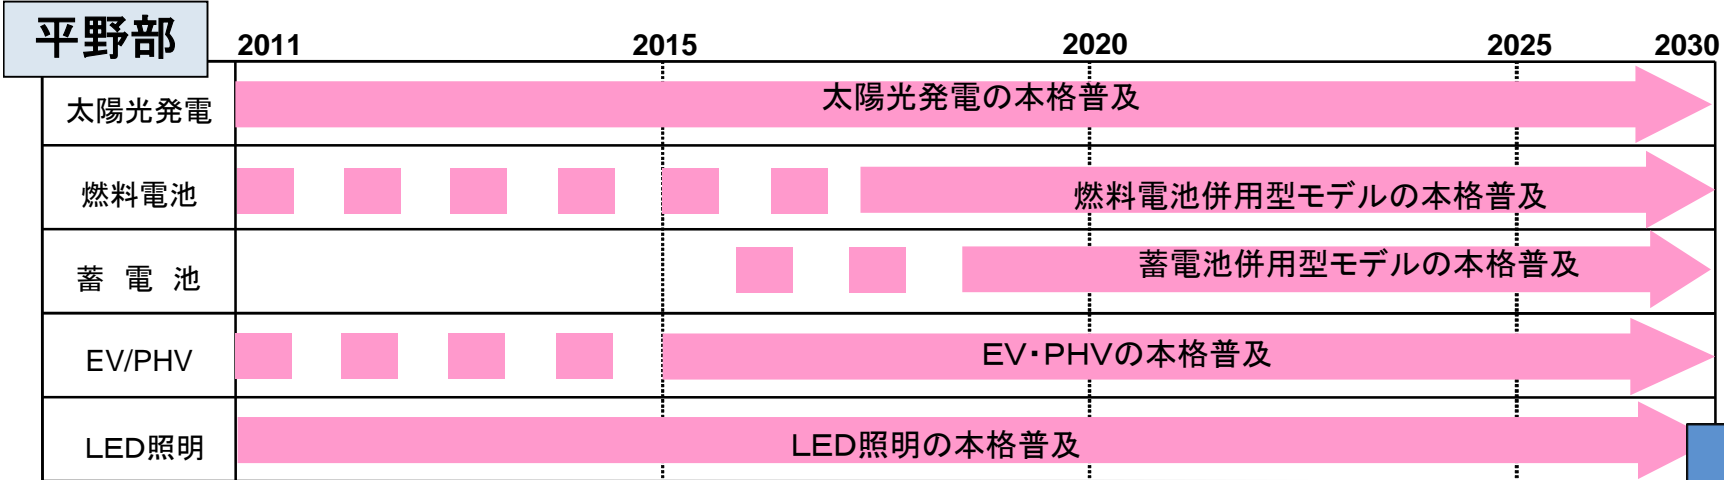 平野部
2011 2015 2020 2025 2030
太陽光発電 太陽光発電の本格普及
燃料電池 燃料電池併用型モデルの本格普及
蓄 電 池 蓄電池併用型モデルの本格普及
EV/PHV EV・PHVの本格普及
LED照明 LED照明の本格普及